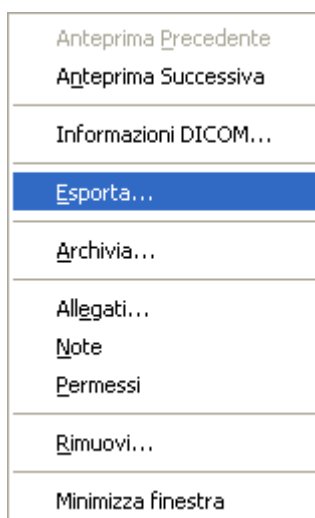 Anteprima Precedente
Anteprima Successiva
Informazioni DICOM...
Esporta...
Archivia...
Allegati...
Note
Permessi
Rimuovi...
Minimizza finestra